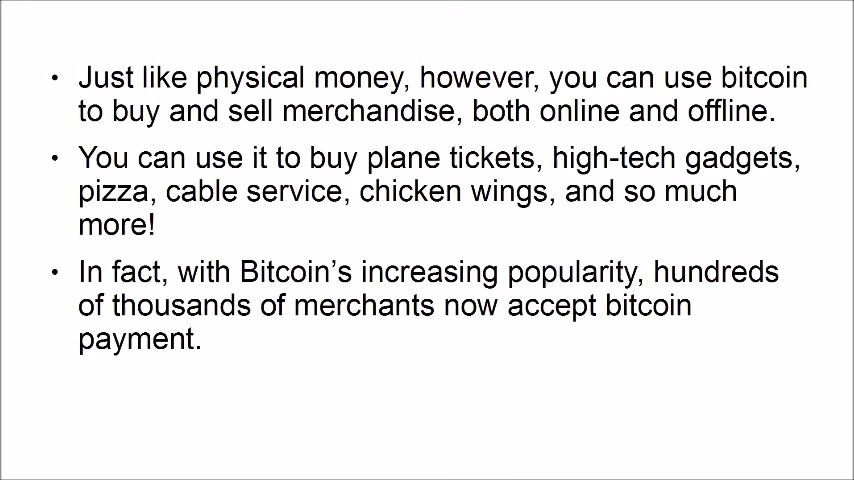 • Just like physical money, however, you can use bitcoin
to buy and sell merchandise, both online and offline.
• You can use it to buy plane tickets, high-tech gadgets,
pizza, cable service, chicken wings, and so much
more!
• In fact, with Bitcoin’s increasing popularity, hundreds
of thousands of merchants now accept bitcoin
payment.